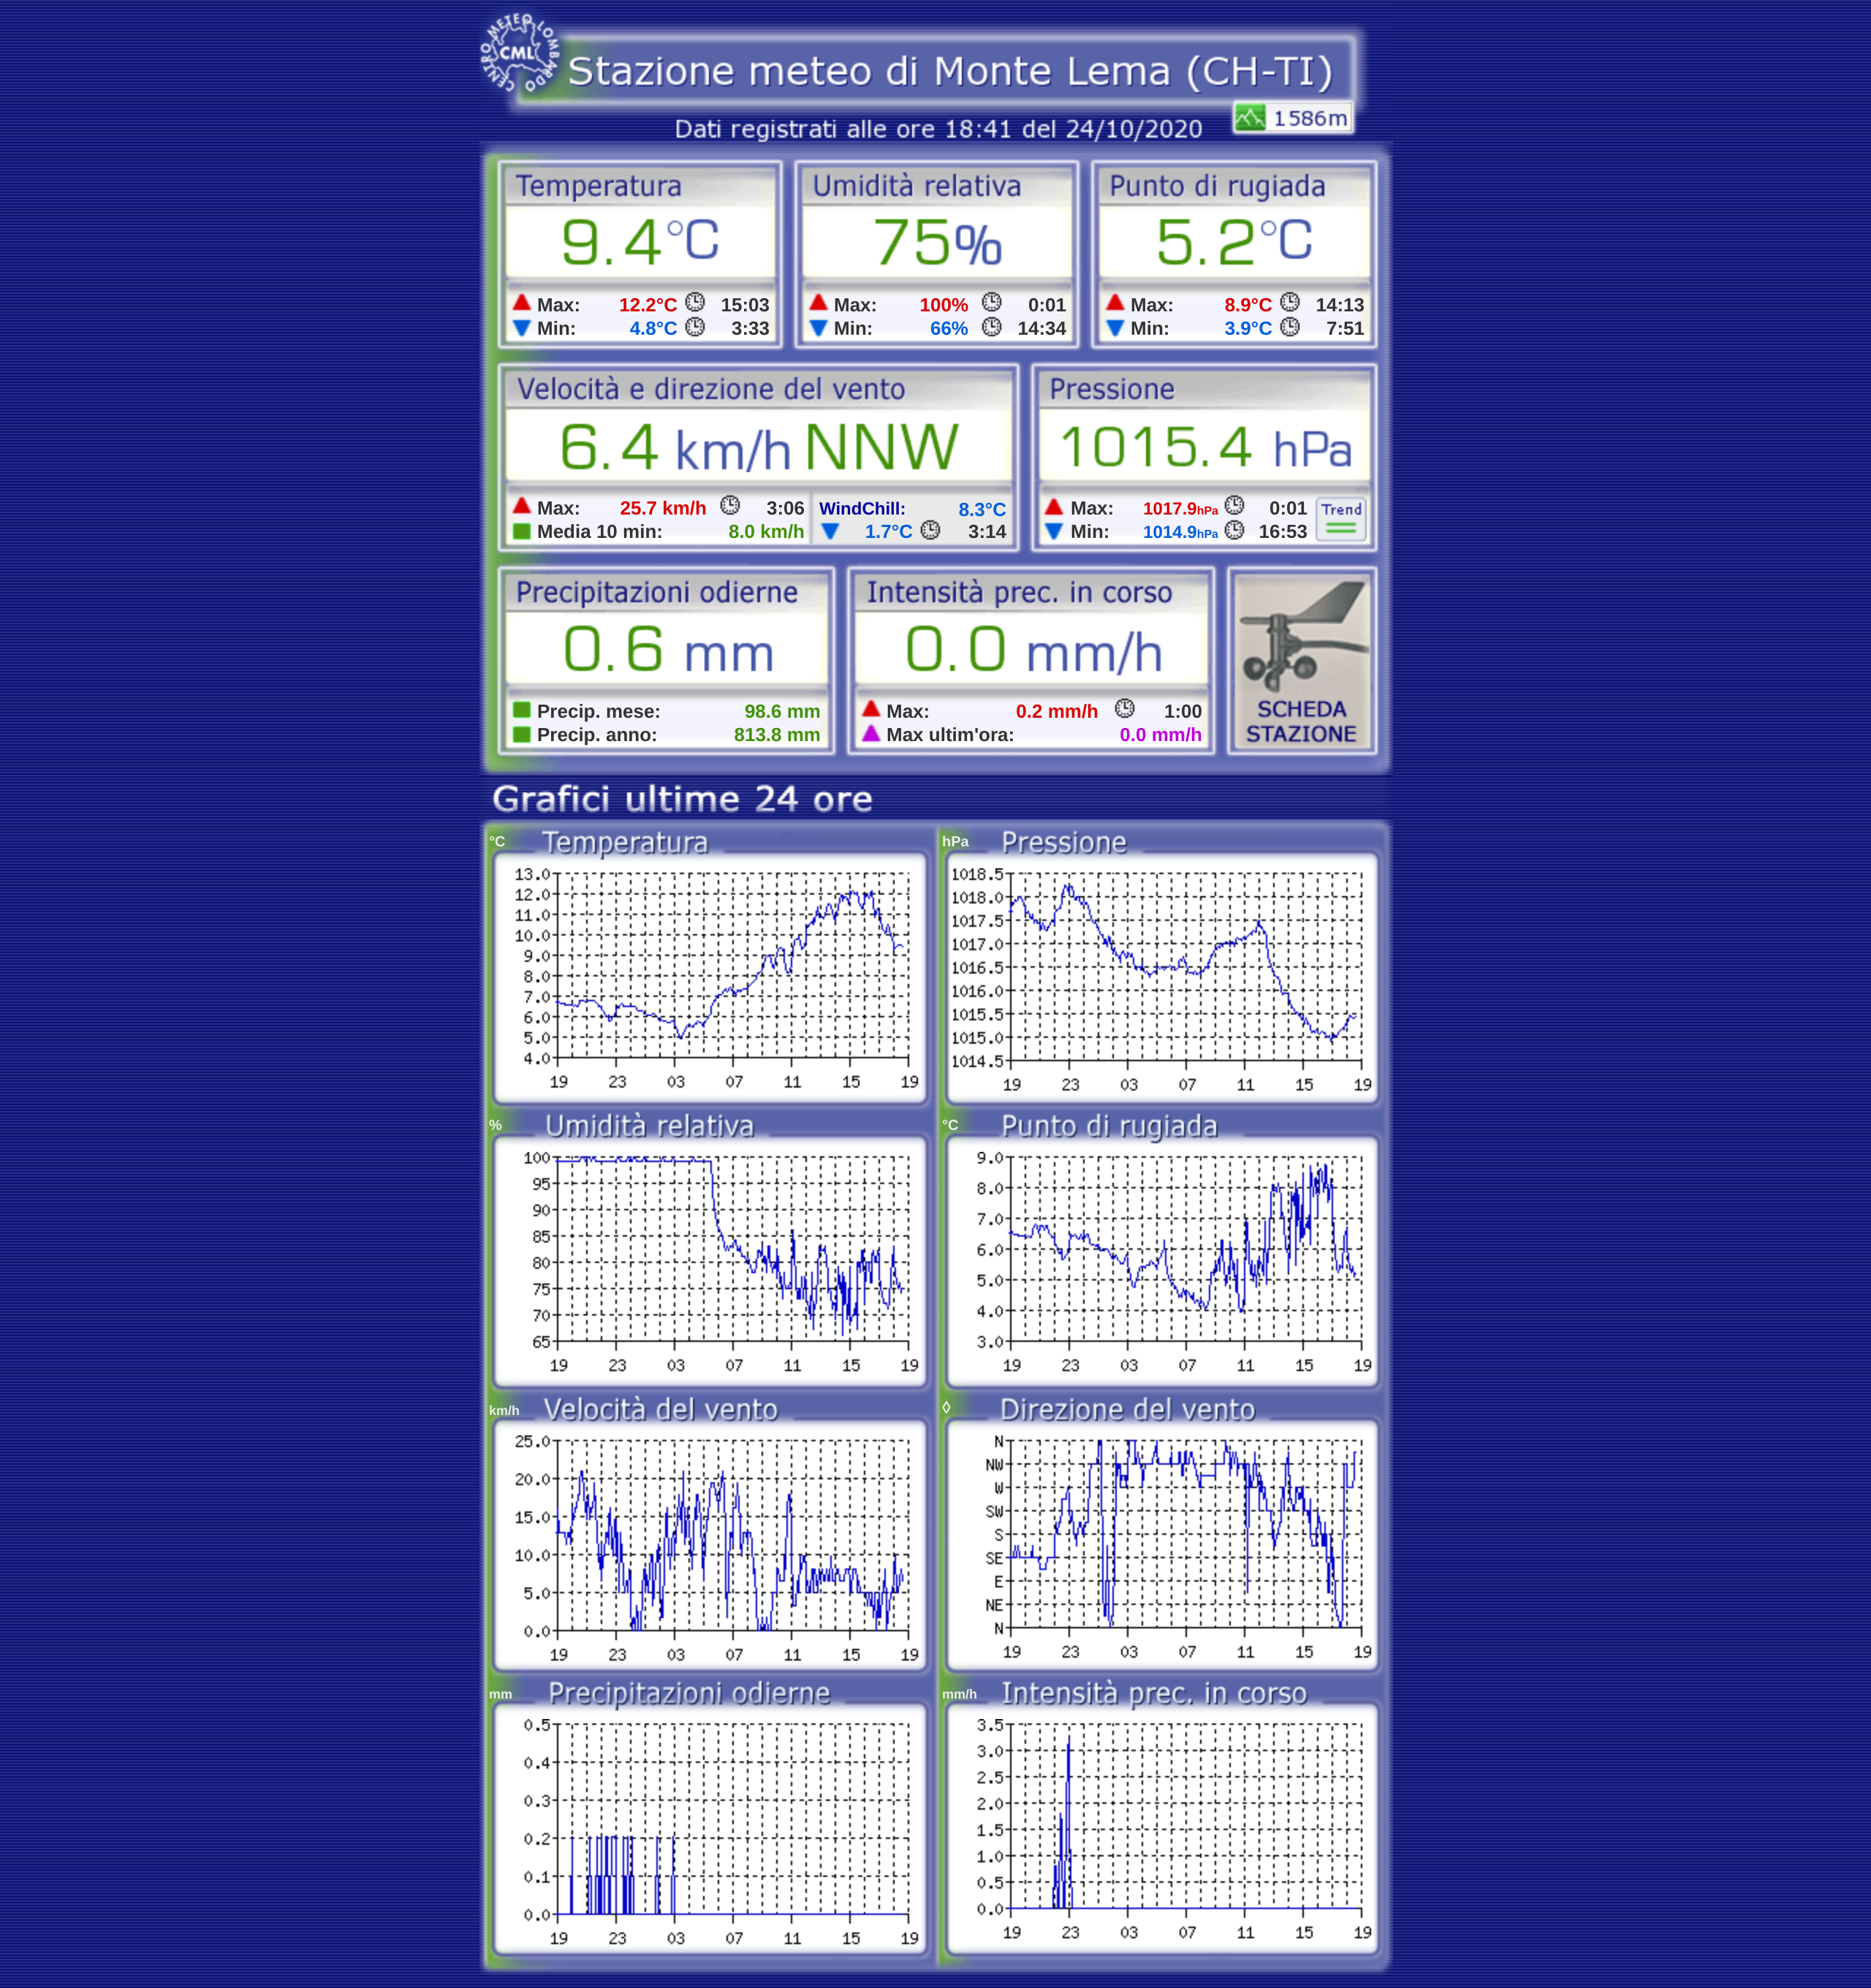 CENTRO METEO LOMBARDO
CML
Stazione meteo di Monte Lema (CH-TI)
1586m
Dati registrati alle ore 18:41 del 24/10/2020
Temperatura
9.4°C
Max: 12.2°C 15:03
Min: 4.8°C 3:33
Umidità relativa
75%
Max: 100% 0:01
Min: 66% 14:34
Punto di rugiada
5.2°C
Max: 8.9°C 14:13
Min: 3.9°C 7:51
Velocità e direzione del vento
6.4 km/h NNW
Max: 25.7 km/h 3:06
Media 10 min: 8.0 km/h
WindChill: 8.3°C
1.7°C 3:14
Pressione
1015.4 hPa
Max: 1017.9hPa 0:01
Min: 1014.9hPa 16:53
Trend
Precipitazioni odierne
0.6 mm
Precip. mese: 98.6 mm
Precip. anno: 813.8 mm
Intensità prec. in corso
0.0 mm/h
Max: 0.2 mm/h 1:00
Max ultim'ora: 0.0 mm/h
SCHEDA
STAZIONE
Grafici ultime 24 ore
°C Temperatura
13.0
12.0
11.0
10.0
9.0
8.0
7.0
6.0
5.0
4.0
19 23 03 07 11 15 19
hPa Pressione
1018.5
1018.0
1017.5
1017.0
1016.5
1016.0
1015.5
1015.0
1014.5
19 23 03 07 11 15 19
% Umidità relativa
100
95
90
85
80
75
70
65
19 23 03 07 11 15 19
°C Punto di rugiada
9.0
8.0
7.0
6.0
5.0
4.0
3.0
19 23 03 07 11 15 19
km/h Velocità del vento
25.0
20.0
15.0
10.0
5.0
0.0
19 23 03 07 11 15 19
◊ Direzione del vento
N
NW
W
SW
S
SE
E
NE
N
19 23 03 07 11 15 19
mm Precipitazioni odierne
0.5
0.4
0.3
0.2
0.1
0.0
19 23 03 07 11 15 19
mm/h Intensità prec. in corso
3.5
3.0
2.5
2.0
1.5
1.0
0.5
0.0
19 23 03 07 11 15 19